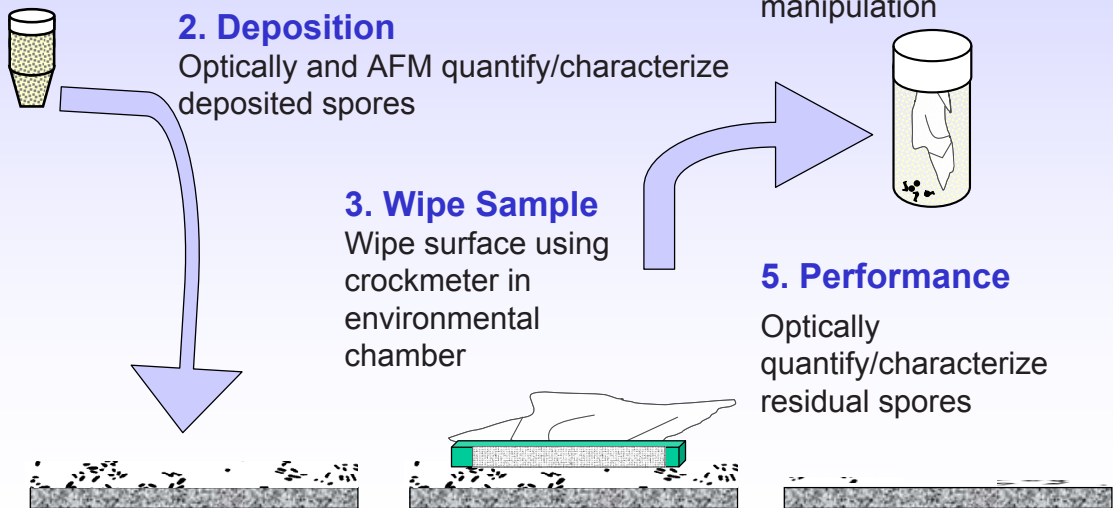 manipulation
2. Deposition
Optically and AFM quantify/characterize
deposited spores
3. Wipe Sample
Wipe surface using
crockmeter in
environmental
chamber
5. Performance
Optically
quantify/characterize
residual spores